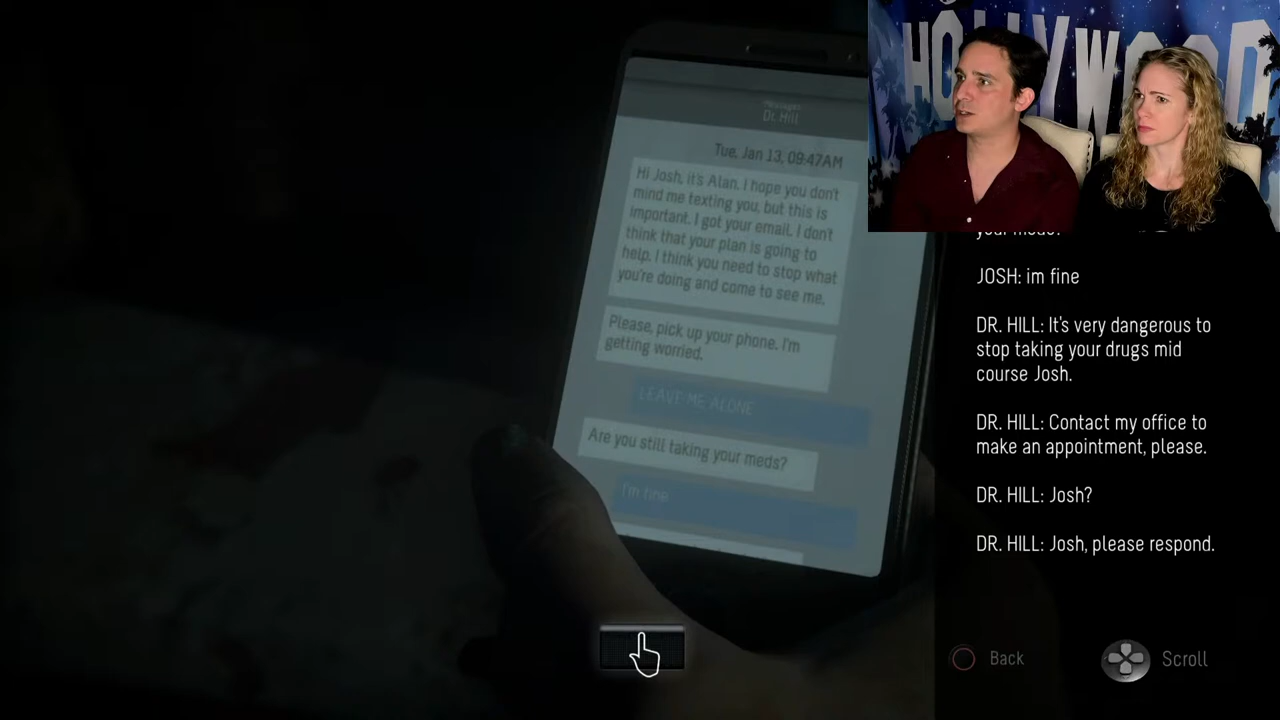 HOLLYWOOD
Messages
Dr. Hill
Tue, Jan 13, 09:47AM
Hi Josh, it's Alan. I hope you don't
mind me texting you, but this is
important. I got your email. I don't
think that your plan is going to
help. I think you need to stop what
you're doing and come to see me.
Please, pick up your phone. I'm
getting worried.
LEAVE ME ALONE
Are you still taking your meds?
I'm fine
your meds?
JOSH: im fine
DR. HILL: It's very dangerous to
stop taking your drugs mid
course Josh.
DR. HILL: Contact my office to
make an appointment, please.
DR. HILL: Josh?
DR. HILL: Josh, please respond.
Back
Scroll